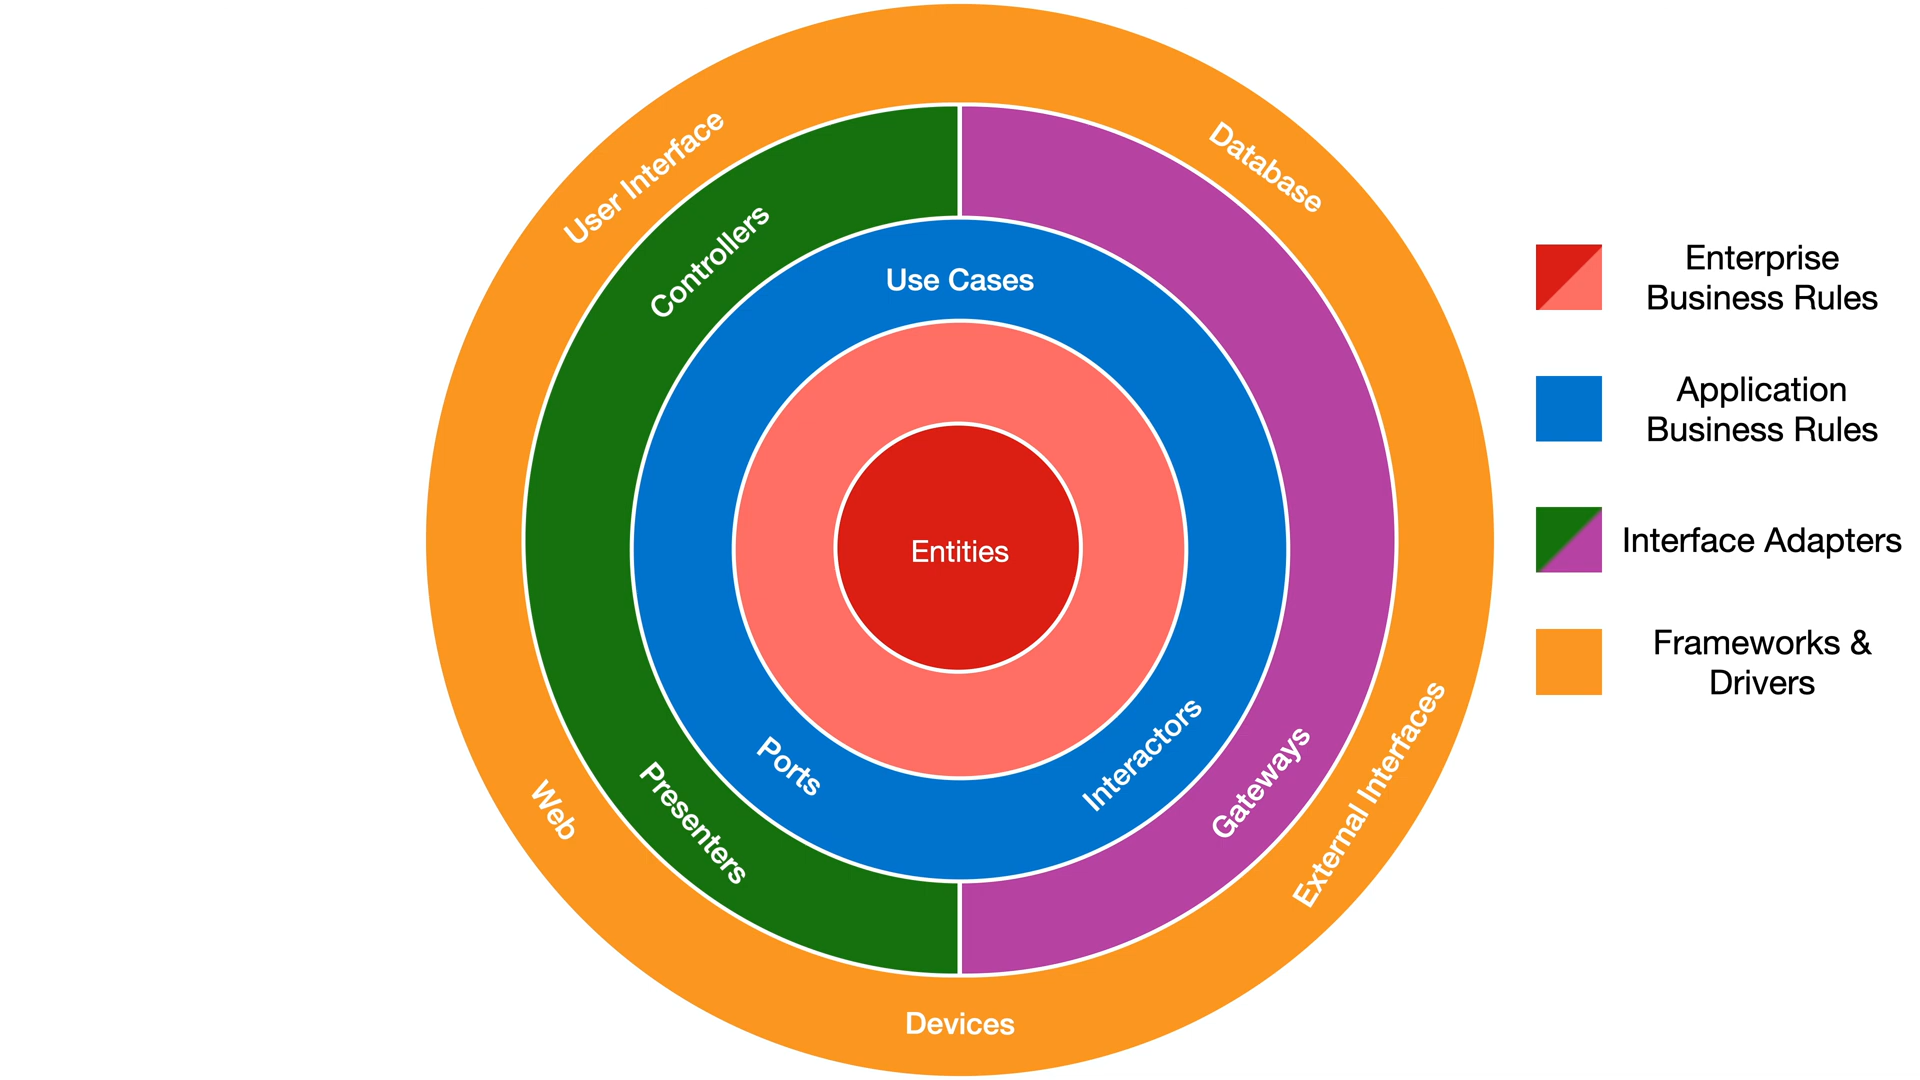 User Interface
Database
Controllers
Use Cases
Entities
Ports
Interactors
Presenters
Gateways
Web
External Interfaces
Devices
Enterprise
Business Rules
Application
Business Rules
Interface Adapters
Frameworks &
Drivers